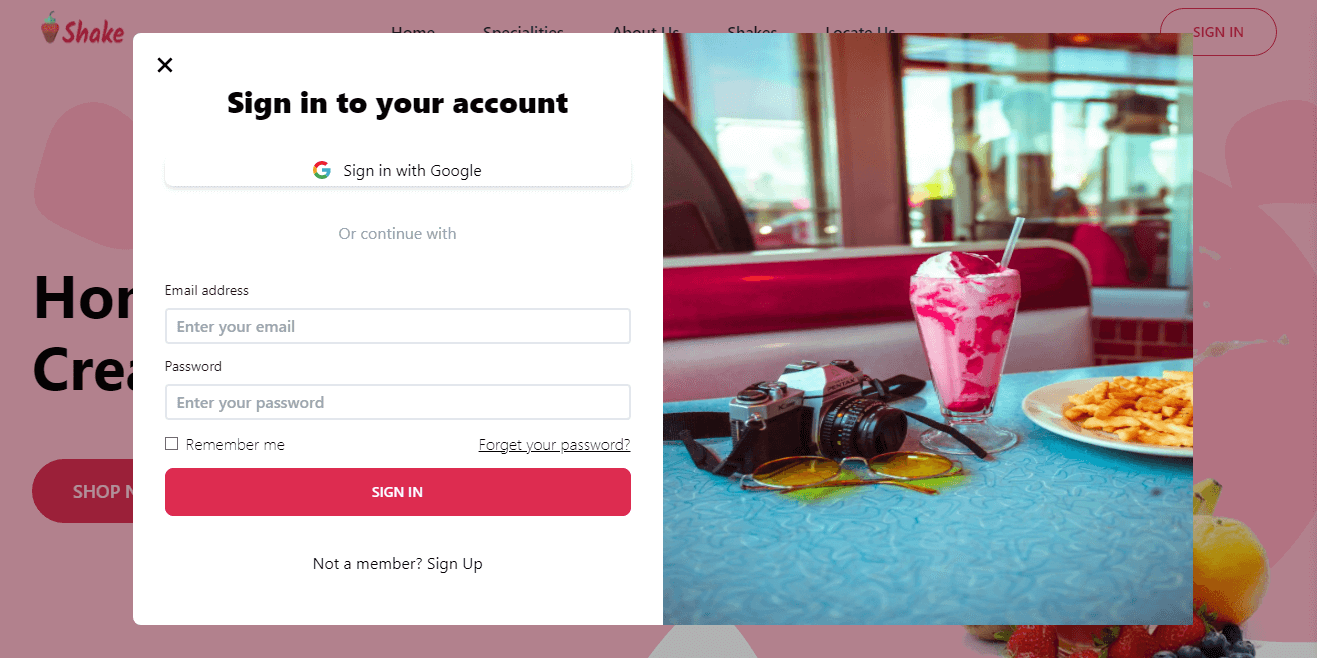 Shake
Home Specialities About Us Shakes Locate Us SIGN IN
Sign in to your account
Sign in with Google
Or continue with
Email address
Enter your email
Password
Enter your password
Remember me Forget your password?
SIGN IN
Not a member? Sign Up
SHOP
PENTAX